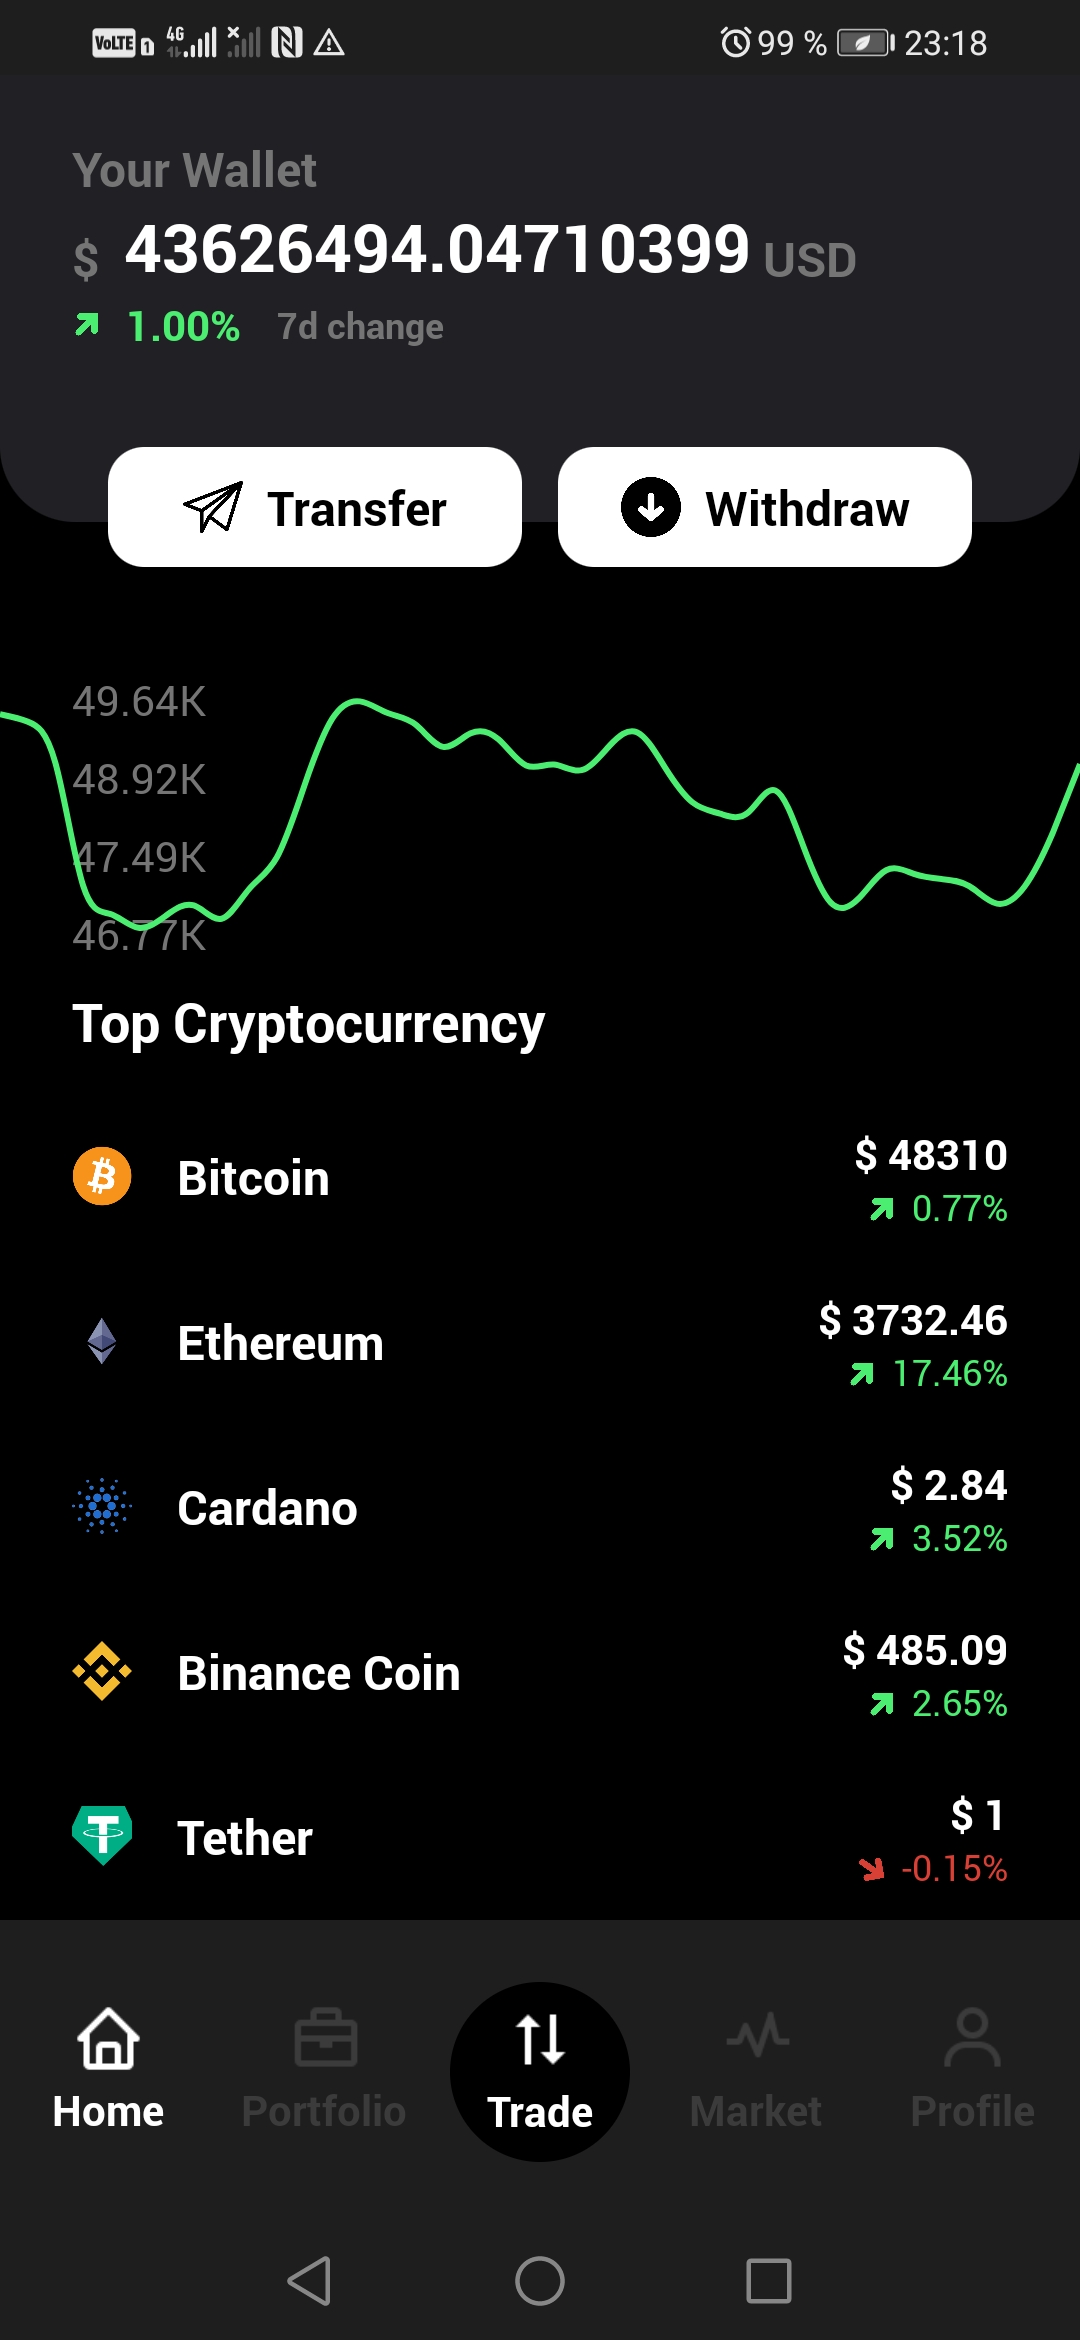 VoLTE 1 4G 99 % 23:18
Your Wallet
$ 43626494.04710399 USD
1.00% 7d change
Transfer Withdraw
49.64K
48.92K
47.49K
46.77K
Top Cryptocurrency
Bitcoin $ 48310
0.77%
Ethereum $ 3732.46
17.46%
Cardano $ 2.84
3.52%
Binance Coin $ 485.09
2.65%
Tether $ 1
-0.15%
Home Portfolio Trade Market Profile